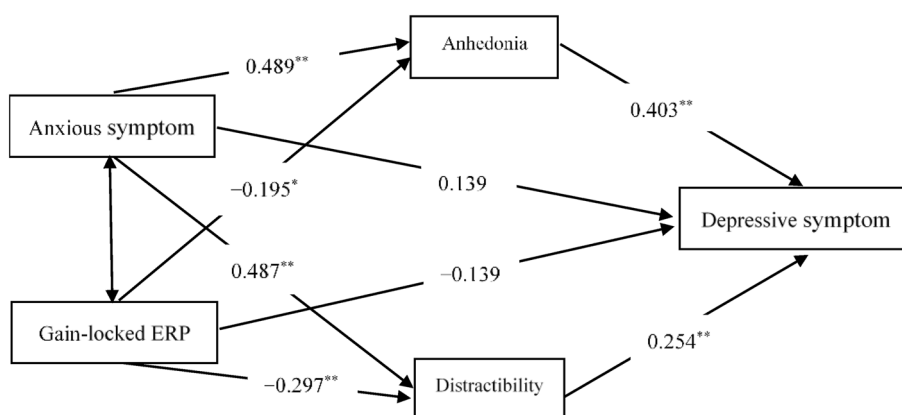 Anhedonia
0.489**
0.403**
Anxious symptom
−0.195*
0.139
Depressive symptom
0.487**
−0.139
Gain-locked ERP
0.254**
−0.297**
Distractibility